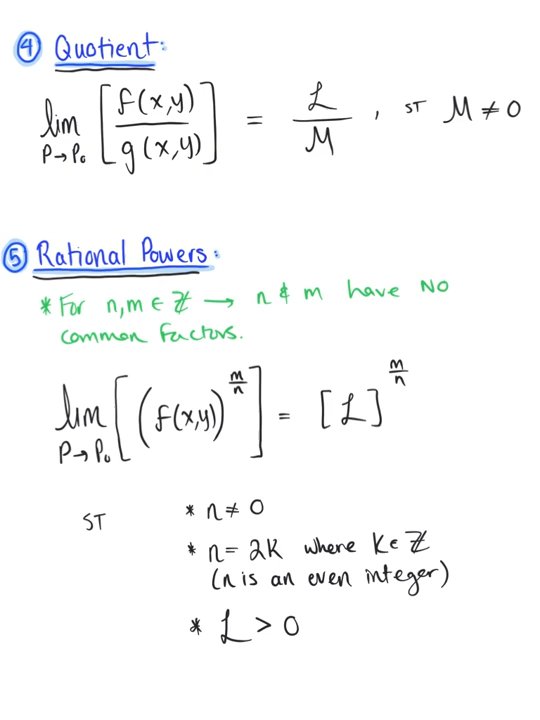 ④ Quotient:
lim P→P₀ [ f(x,y) / g(x,y) ] = L / M , ST M ≠ 0
⑤ Rational Powers:
* For n,m ∈ ℤ → n & m have NO
common factors.
lim P→P₀ [ (f(x,y))^(m/n) ] = [L]^(m/n)
ST * n ≠ 0
* n = 2K where K ∈ ℤ
(n is an even integer)
* L > 0